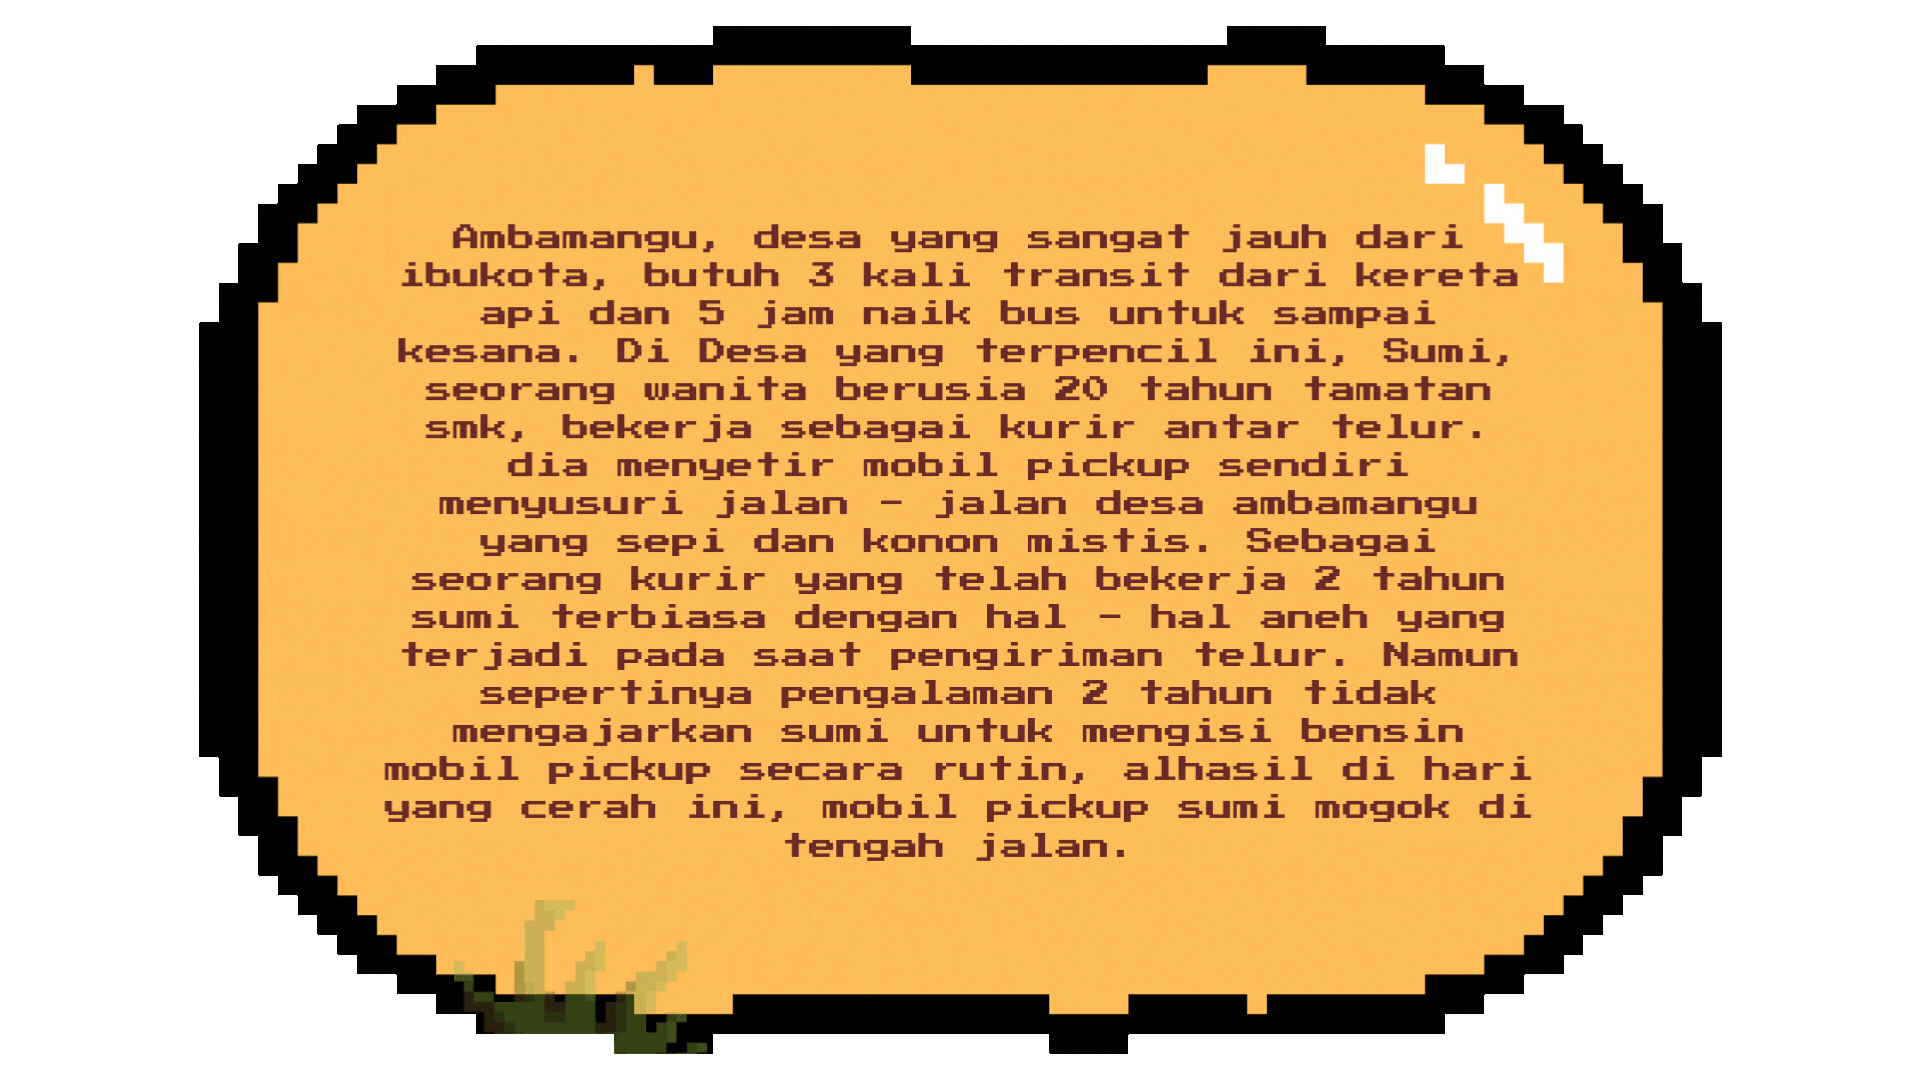 Ambamangu, desa yang sangat jauh dari
ibukota, butuh 3 kali transit dari kereta
api dan 5 jam naik bus untuk sampai
kesana. Di Desa yang terpencil ini, Sumi,
seorang wanita berusia 20 tahun tamatan
smk, bekerja sebagai kurir antar telur.
dia menyetir mobil pickup sendiri
menyusuri jalan - jalan desa ambamangu
yang sepi dan konon mistis. Sebagai
seorang kurir yang telah bekerja 2 tahun
sumi terbiasa dengan hal - hal aneh yang
terjadi pada saat pengiriman telur. Namun
sepertinya pengalaman 2 tahun tidak
mengajarkan sumi untuk mengisi bensin
mobil pickup secara rutin, alhasil di hari
yang cerah ini, mobil pickup sumi mogok di
tengah jalan.